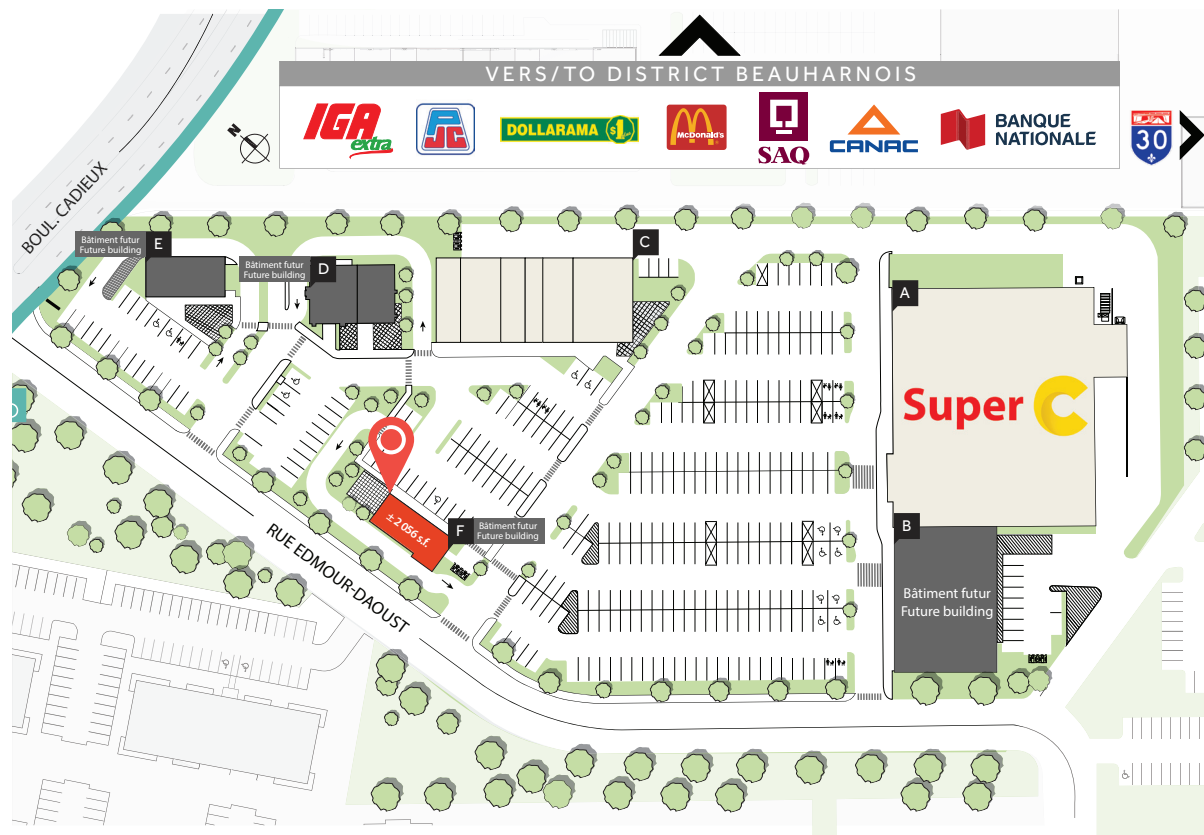 VERS/TO DISTRICT BEAUHARNOIS
IGA
extra
PJC
DOLLARAMA $1
McDonald's
SAQ
CANAC
BANQUE
NATIONALE
30
N
BOUL. CADIEUX
Bâtiment futur
Future building
E
Bâtiment futur
Future building
D
C
A
Super C
± 2 056 s.f.
F
Bâtiment futur
Future building
B
Bâtiment futur
Future building
RUE EDMOUR-DAOUST